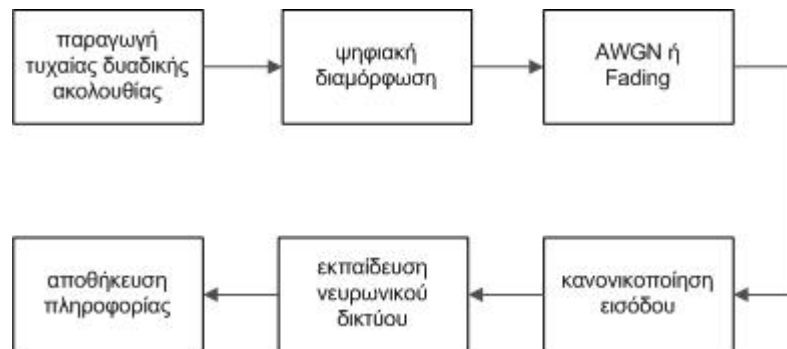 παραγωγή
τυχαίας δυαδικής
ακολουθίας
ψηφιακή
διαμόρφωση
AWGN ή
Fading
αποθήκευση
πληροφορίας
εκπαίδευση
νευρωνικού
δικτύου
κανονικοποίηση
εισόδου